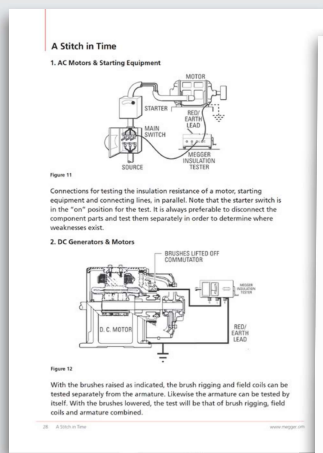 A Stitch in Time
1. AC Motors & Starting Equipment
MOTOR
STARTER
RED/
EARTH
LEAD
MAIN
SWITCH
MEGGER
INSULATION
TESTER
SOURCE
Figure 11
Connections for testing the insulation resistance of a motor, starting
equipment and connecting lines, in parallel. Note that the starter switch is
in the "on" position for the test. It is always preferable to disconnect the
component parts and test them separately in order to determine where
weaknesses exist.
2. DC Generators & Motors
BRUSHES LIFTED OFF
COMMUTATOR
MEGGER
INSULATION
TESTER
D. C. MOTOR
RED/
EARTH
LEAD
Figure 12
With the brushes raised as indicated, the brush rigging and field coils can be
tested separately from the armature. Likewise the armature can be tested by
itself. With the brushes lowered, the test will be that of brush rigging, field
coils and armature combined.
A Stitch in Time